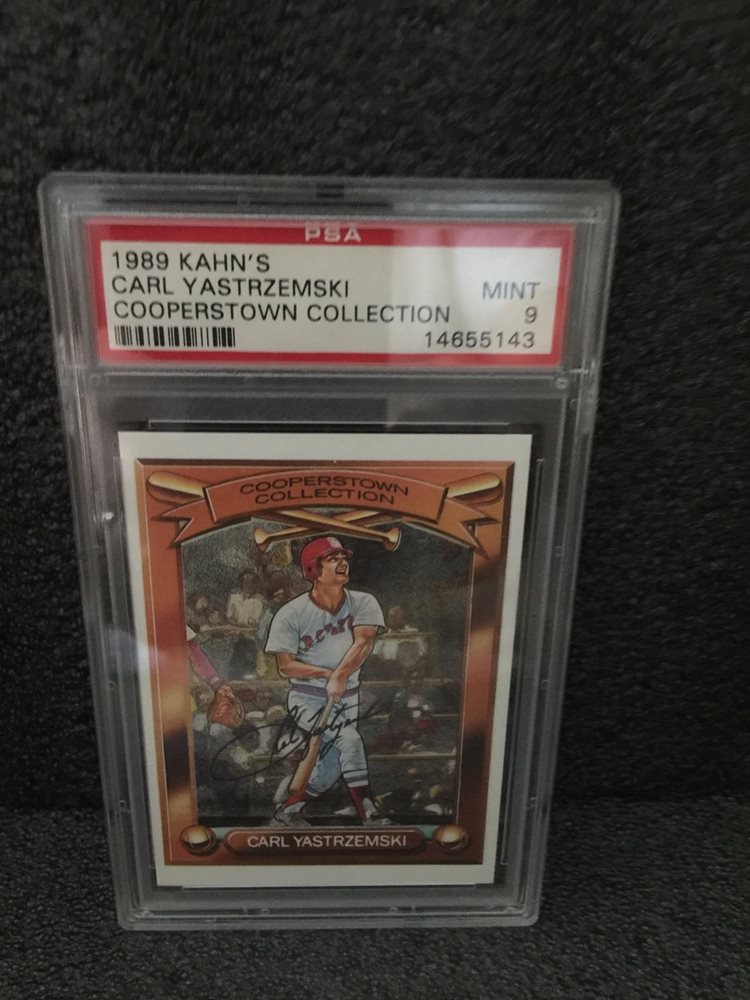 PSA
1989 KAHN'S
CARL YASTRZEMSKI MINT
COOPERSTOWN COLLECTION 9
14655143
COOPERSTOWN
COLLECTION
CARL YASTRZEMSKI